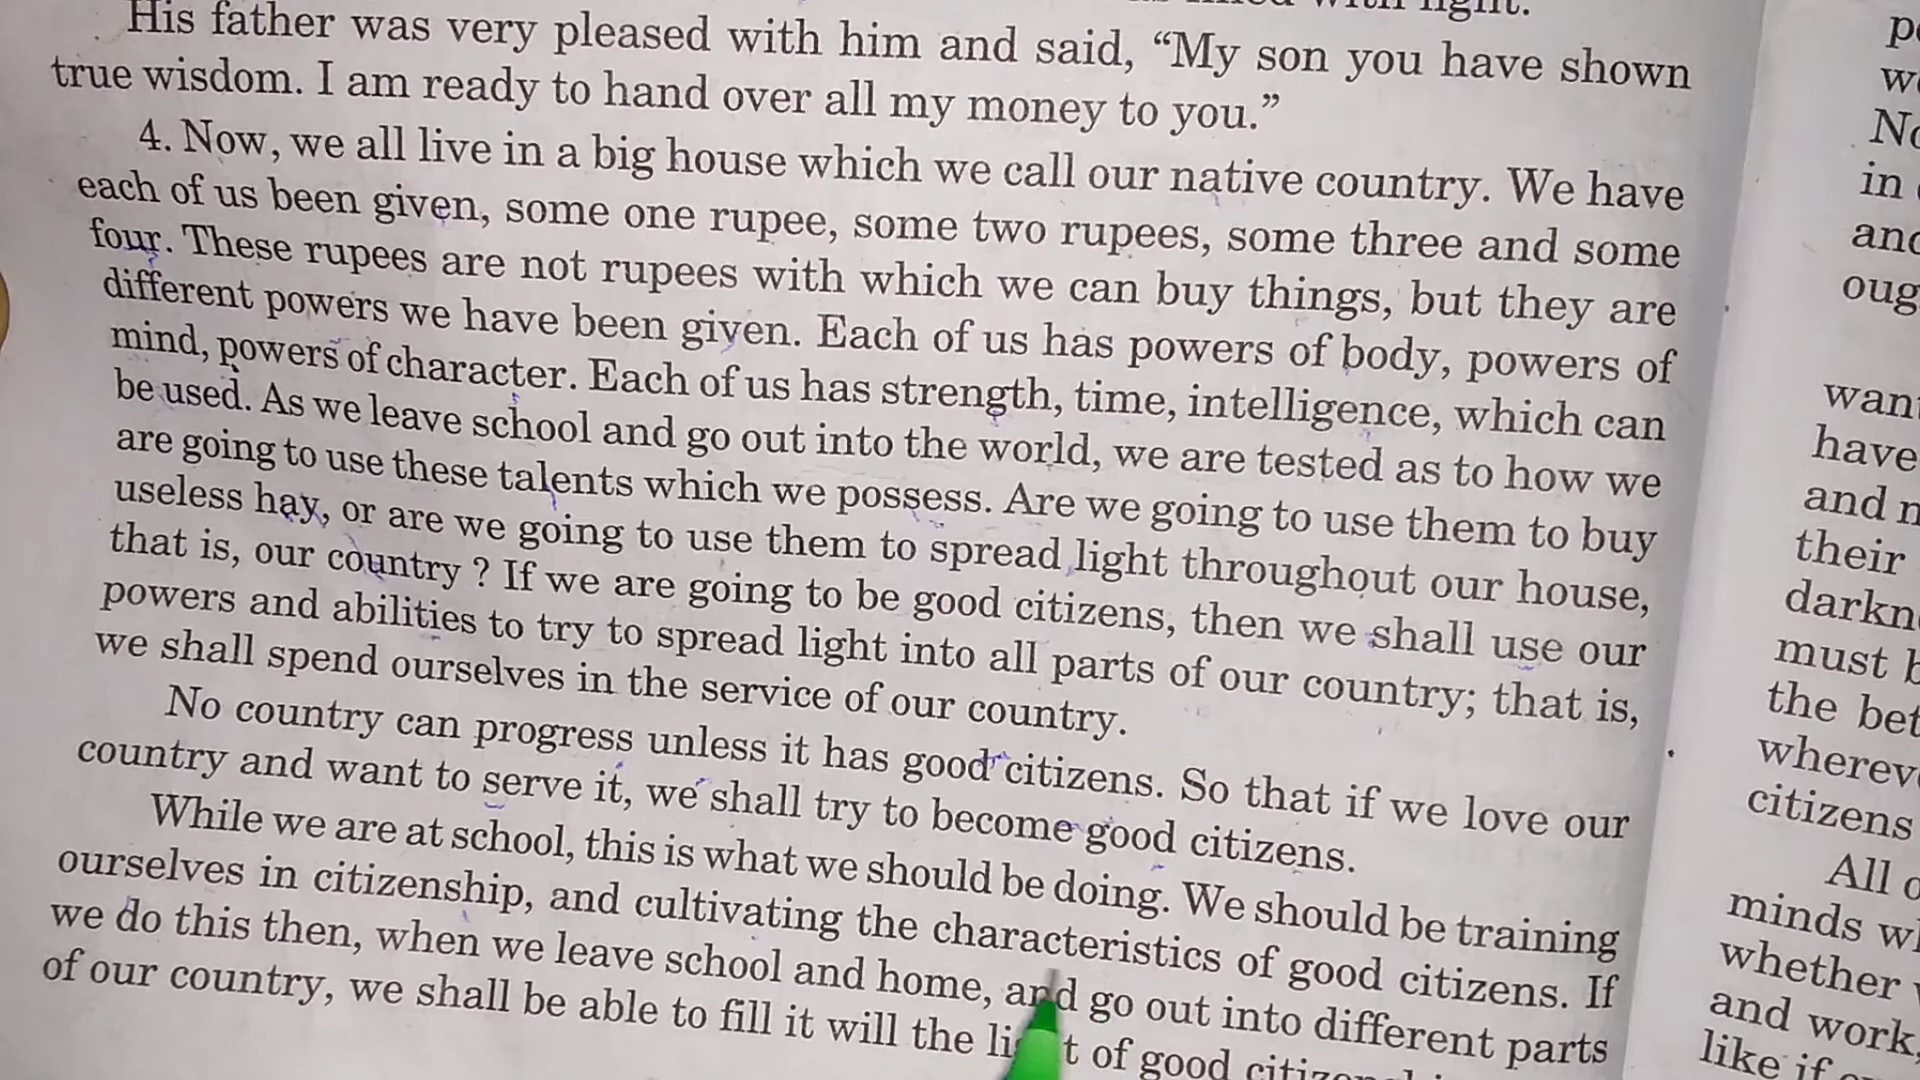 with light.
His father was very pleased with him and said, “My son you have shown
true wisdom. I am ready to hand over all my money to you.”
4. Now, we all live in a big house which we call our native country. We have
each of us been given, some one rupee, some two rupees, some three and some
four. These rupees are not rupees with which we can buy things, but they are
different powers we have been given. Each of us has powers of body, powers of
mind, powers of character. Each of us has strength, time, intelligence, which can
be used. As we leave school and go out into the world, we are tested as to how we
are going to use these talents which we possess. Are we going to use them to buy
useless hay, or are we going to use them to spread light throughout our house,
that is, our country ? If we are going to be good citizens, then we shall use our
powers and abilities to try to spread light into all parts of our country; that is,
we shall spend ourselves in the service of our country.
No country can progress unless it has good citizens. So that if we love our
country and want to serve it, we shall try to become good citizens.
While we are at school, this is what we should be doing. We should be training
ourselves in citizenship, and cultivating the characteristics of good citizens. If
we do this then, when we leave school and home, and go out into different parts
of our country, we shall be able to fill it will the light of good
in
have
and
their
must
the
citizens
All
minds
whether
and work,
like if